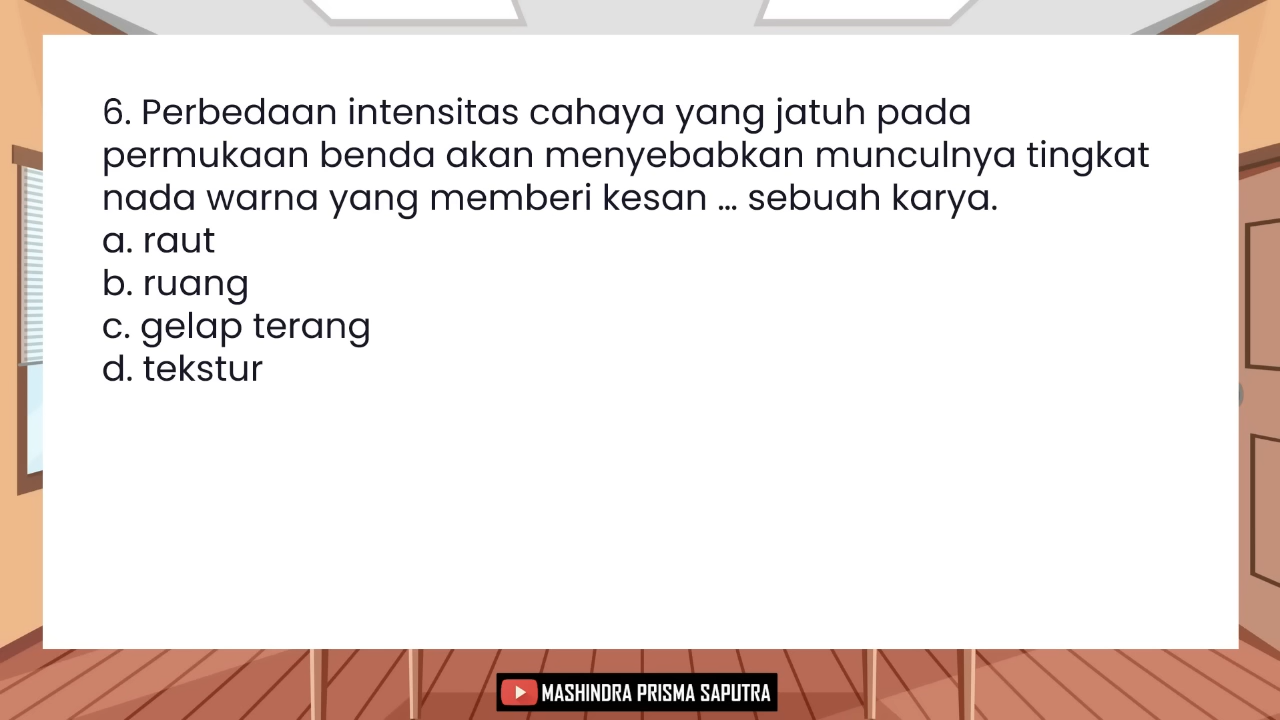 6. Perbedaan intensitas cahaya yang jatuh pada
permukaan benda akan menyebabkan munculnya tingkat
nada warna yang memberi kesan ... sebuah karya.
a. raut
b. ruang
c. gelap terang
d. tekstur
MASHINDRA PRISMA SAPUTRA